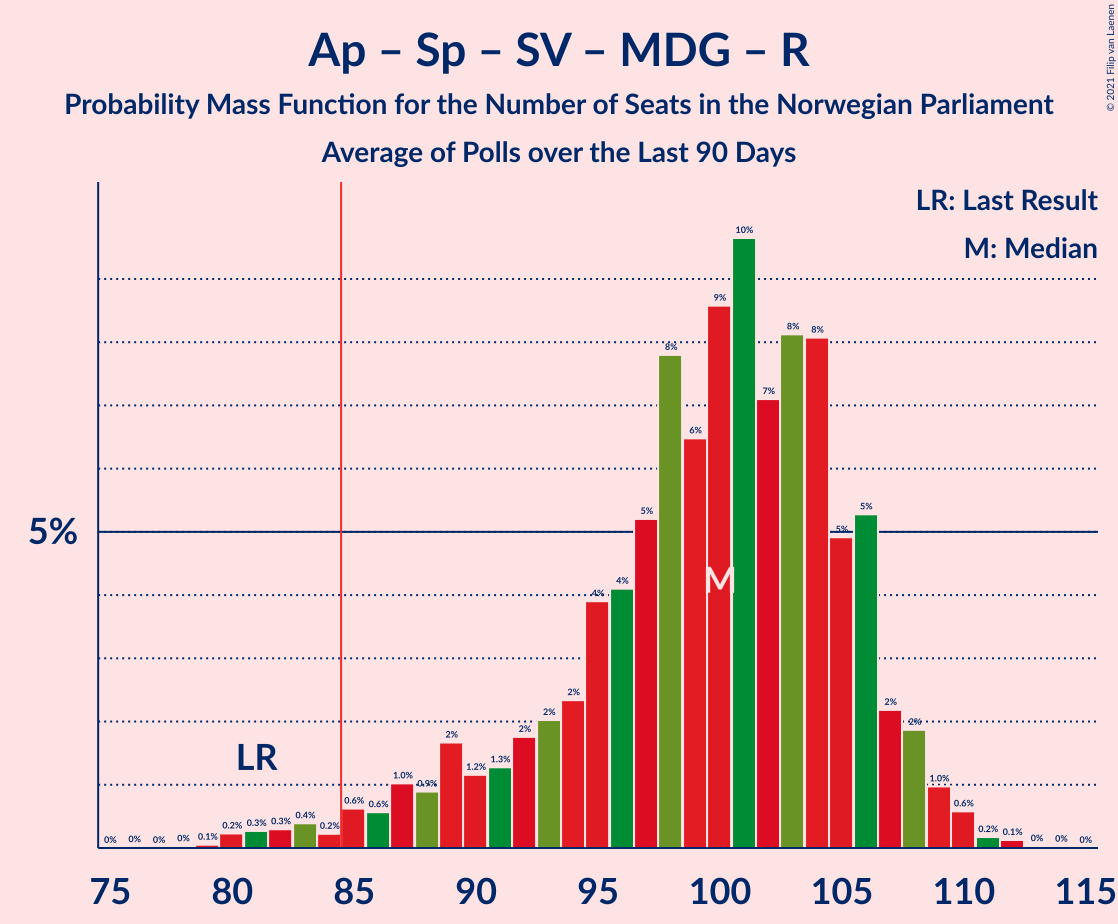 Ap – Sp – SV – MDG – R
Probability Mass Function for the Number of Seats in the Norwegian Parliament
Average of Polls over the Last 90 Days
© 2021 Filip van Laenen
LR: Last Result
M: Median
5%
LR
M
0% 0% 0% 0% 0.1% 0.2% 0.3% 0.3% 0.4% 0.2% 0.6% 0.6% 1.0% 0.9% 2% 1.2% 1.3% 2% 2% 2% 4% 4% 5% 8% 6% 9% 10% 7% 8% 8% 5% 5% 2% 2% 1.0% 0.6% 0.2% 0.1% 0% 0% 0%
75 80 85 90 95 100 105 110 115